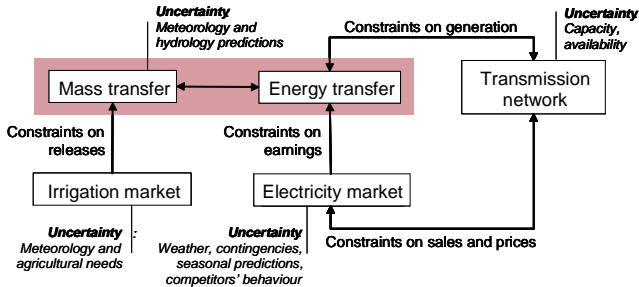 Uncertainty
Meteorology and
hydrology predictions
Constraints on generation
Uncertainty
Capacity,
availability
Mass transfer
Energy transfer
Transmission
network
Constraints on
releases
Constraints on
earnings
Irrigation market
Electricity market
Uncertainty :
Meteorology and
agricultural needs
Uncertainty
Weather, contingencies,
seasonal predictions,
competitors' behaviour
Constraints on sales and prices